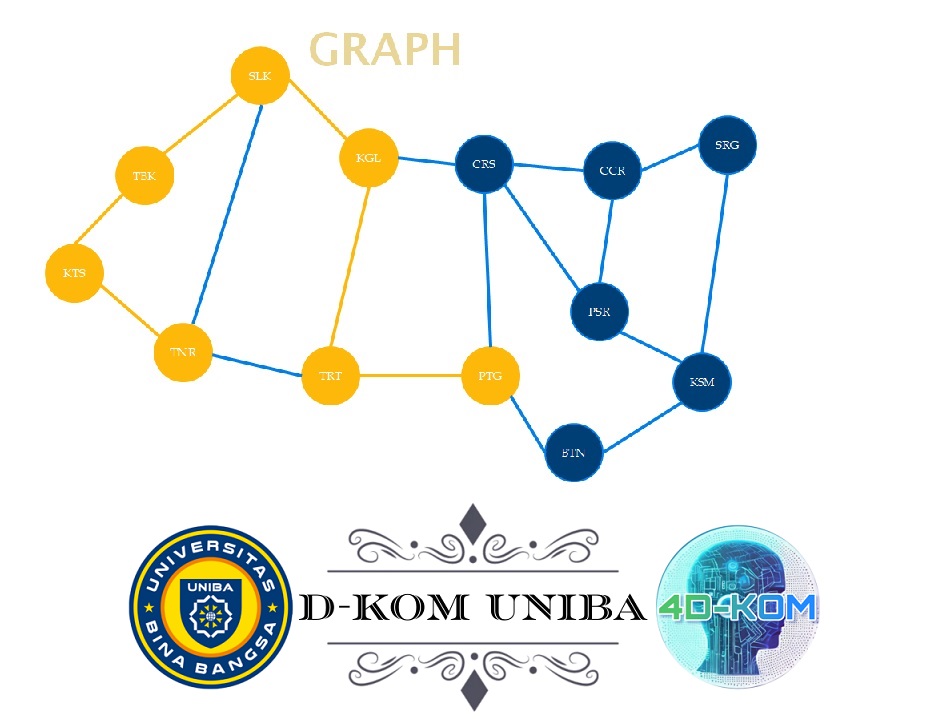 GRAPH
SLK
KGL
CRS
CCR
SRG
TBK
KTS
PSR
TNR
TRT
PTG
KSM
BTN
UNIVERSITAS
UNIBA
BINA BANGSA
D-KOM UNIBA
4D-KOM